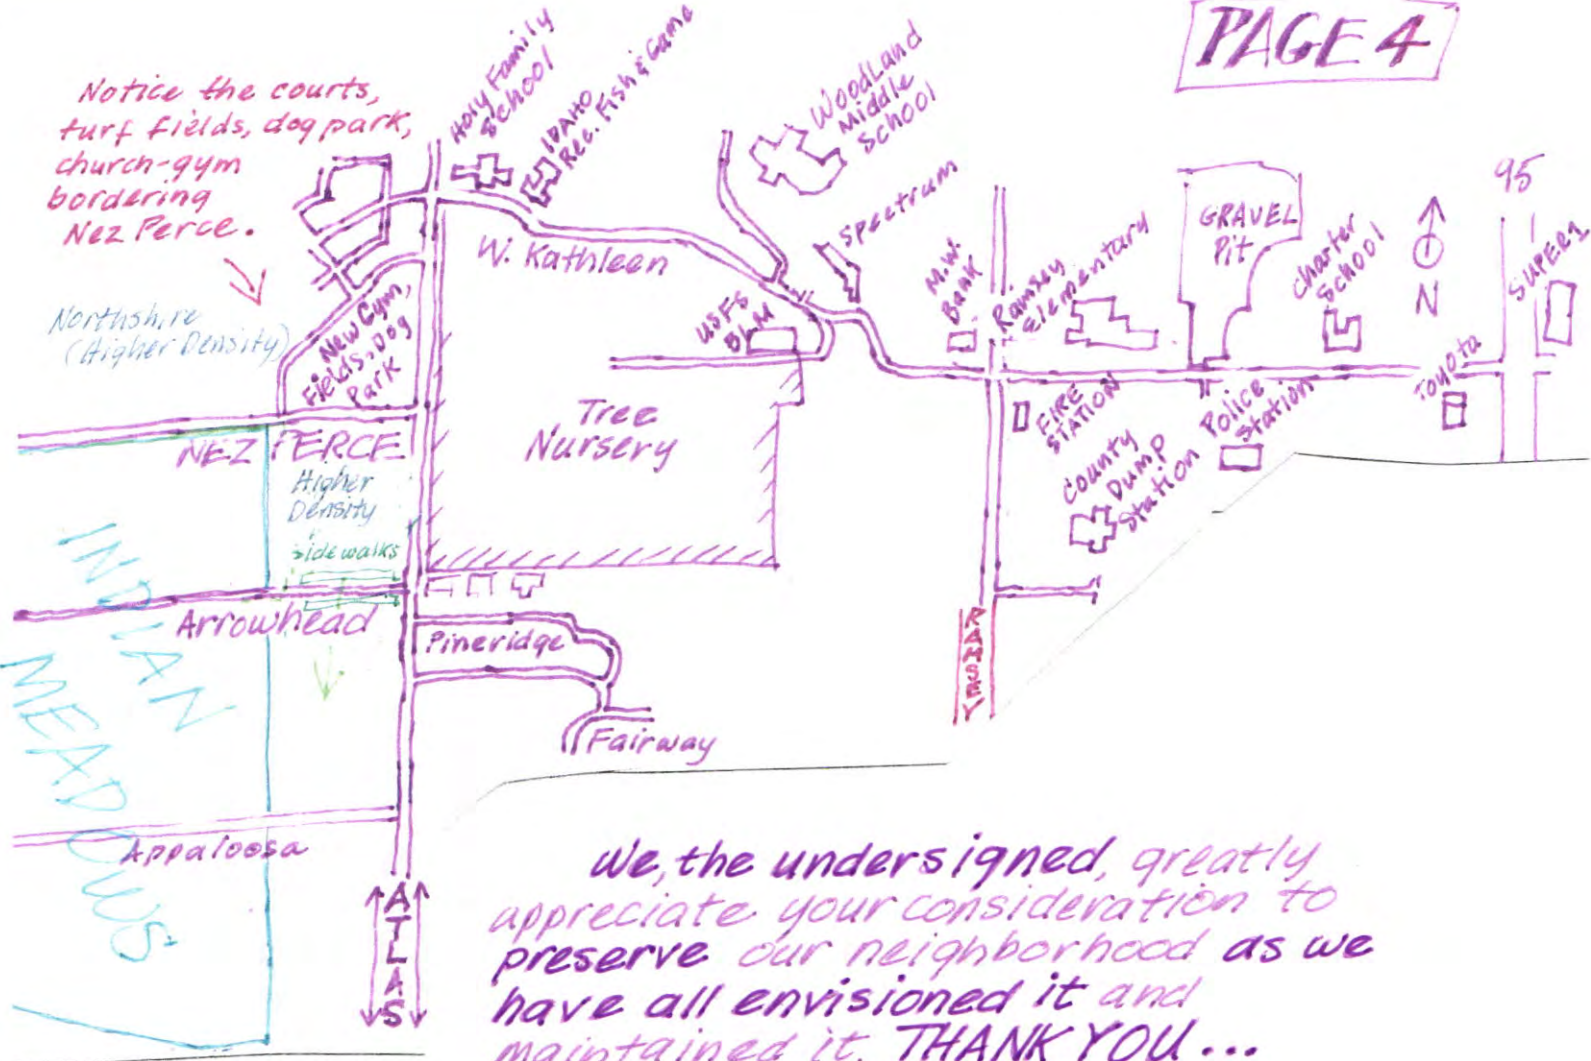 PAGE 4
Notice the courts,
turf fields, dog park,
church-gym
bordering
Nez Perce.
Holy Family
School
IDAHO
Rec. Fish & Game
WoodLand
Middle
School
Spectrum
M.W.
Bank
Ramsey
Elementary
GRAVEL
Pit
Charter
School
N
95
SUPER 1
W. Kathleen
Northshire
(Higher Density)
New Gym,
Fields, Dog
Park
USFS
BLM
Toyota
FIRE
STATION
Police
Station
County
Dump
Station
Tree
Nursery
NEZ PERCE
Higher
Density
sidewalks
INDIAN
MEADOWS
Arrowhead
Pineridge
RAMSEY
Fairway
Appaloosa
ATLAS
We, the undersigned, greatly
appreciate your consideration to
preserve our neighborhood as we
have all envisioned it and
maintained it. THANK YOU...